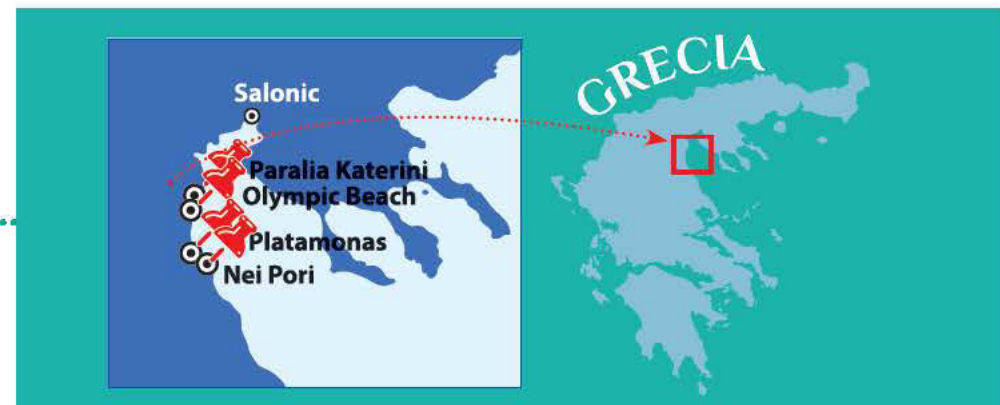 Salonic
Paralia Katerini
Olympic Beach
Platamonas
Nei Pori
GRECIA